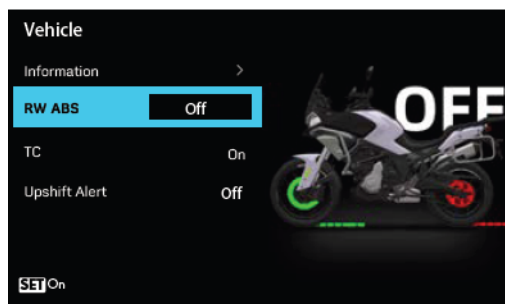 Vehicle
Information >
RW ABS Off
OFF
TC On
Upshift Alert Off
SET On